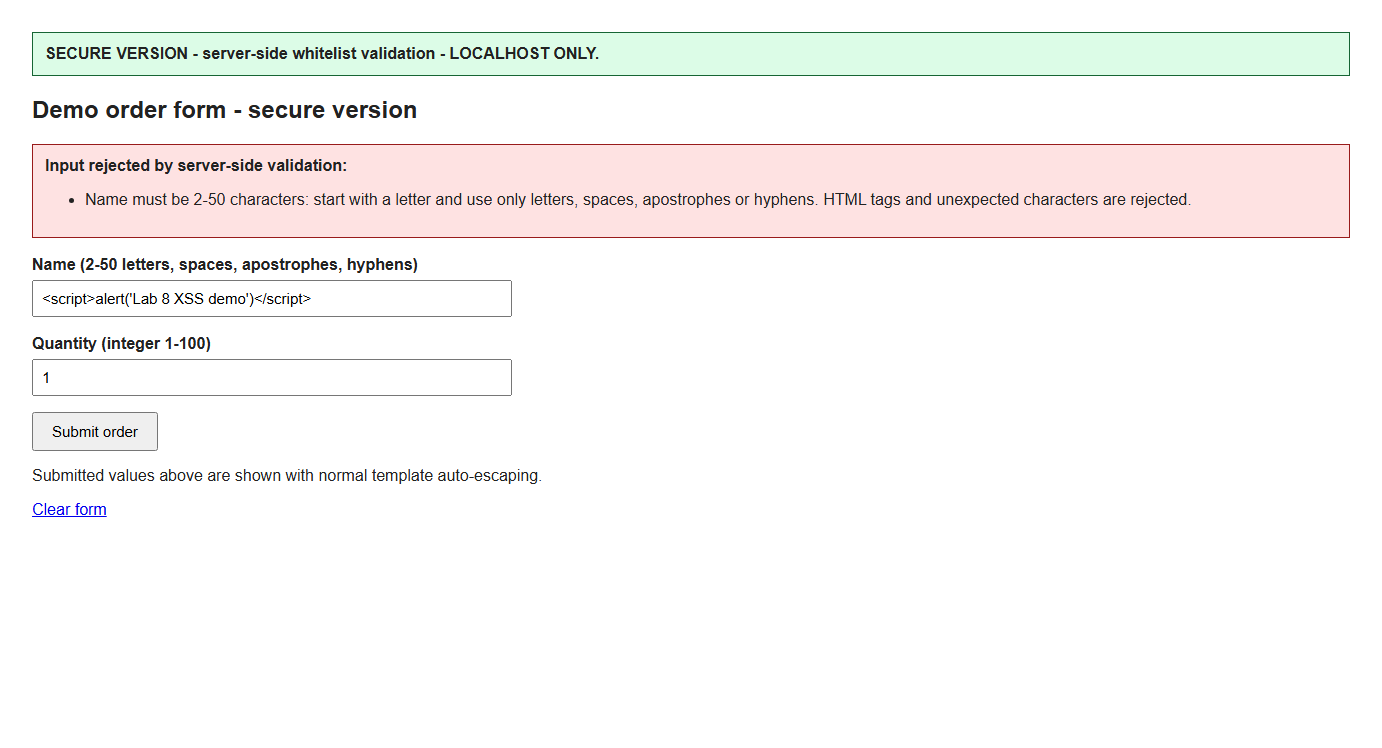 SECURE VERSION - server-side whitelist validation - LOCALHOST ONLY.
Demo order form - secure version
Input rejected by server-side validation:
• Name must be 2-50 characters: start with a letter and use only letters, spaces, apostrophes or hyphens. HTML tags and unexpected characters are rejected.
Name (2-50 letters, spaces, apostrophes, hyphens)
<script>alert('Lab 8 XSS demo')</script>
Quantity (integer 1-100)
1
Submit order
Submitted values above are shown with normal template auto-escaping.
Clear form